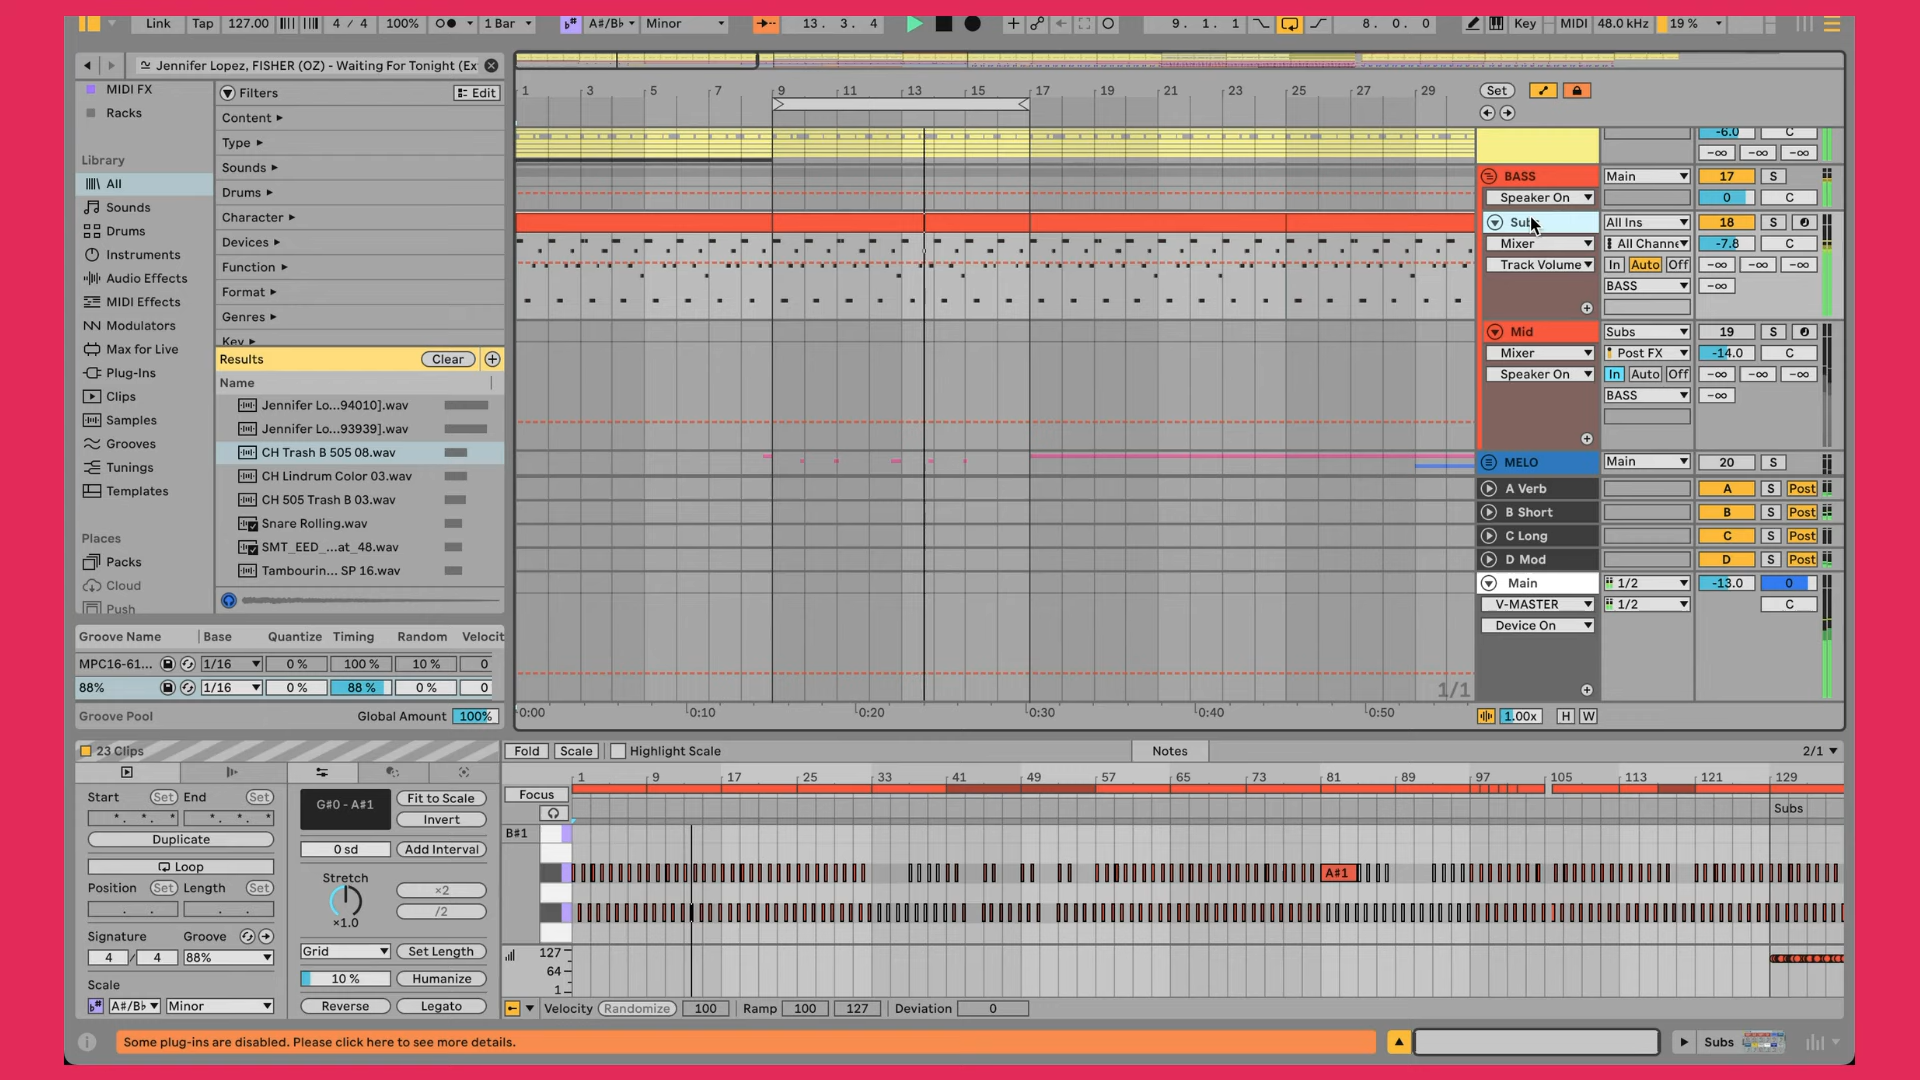 Link Tap 127.00 4 / 4 100% 1 Bar A#/B♭ Minor 13. 3. 4 9. 1. 1 8. 0. 0 Key MIDI 48.0 kHz 19 %
Jennifer Lopez, FISHER (OZ) - Waiting For Tonight (Ex
MIDI FX
Racks
Library
All
Sounds
Drums
Instruments
Audio Effects
MIDI Effects
Modulators
Max for Live
Plug-Ins
Clips
Samples
Grooves
Tunings
Templates
Places
Packs
Cloud
Push
Filters Edit
Content
Type
Sounds
Drums
Character
Devices
Function
Format
Genres
Key
Results Clear
Name
Jennifer Lo...94010].wav
Jennifer Lo...93939].wav
CH Trash B 505 08.wav
CH Lindrum Color 03.wav
CH 505 Trash B 03.wav
Snare Rolling.wav
SMT_EED_...at_48.wav
Tambourin... SP 16.wav
Groove Name Base Quantize Timing Random Velocit
MPC16-61... 1/16 0 % 100 % 10 % 0
88% 1/16 0 % 88 % 0 % 0
Groove Pool Global Amount 100%
1 3 5 7 9 11 13 15 17 19 21 23 25 27 29
Set
-6.0 C
-∞ -∞ -∞
BASS Main 17 S
Speaker On 0 C
Sub All Ins 18 S
Mixer All Channe -7.8 C
Track Volume In Auto Off -∞ -∞ -∞
BASS -∞
Mid Subs 19 S
Mixer Post FX -14.0 C
Speaker On In Auto Off -∞ -∞ -∞
BASS -∞
MELO Main 20 S
A Verb A S Post
B Short B S Post
C Long C S Post
D Mod D S Post
Main 1/2 -13.0 0
V-MASTER 1/2 C
Device On
1/1
0:00 0:10 0:20 0:30 0:40 0:50
1.00x H W
23 Clips
Start Set End Set
*. *. * *. *. *
Duplicate
Loop
Position Set Length Set
. . . .
Signature Groove
4 / 4 88%
Scale
A#/B♭ Minor
G#0 - A#1 Fit to Scale
Invert
0 sd Add Interval
Stretch
×1.0
×2
/2
Grid Set Length
10 % Humanize
Reverse Legato
Fold Scale Highlight Scale Notes 2/1
1 9 17 25 33 41 49 57 65 73 81 89 97 105 113 121 129
Focus
Subs
B#1
A#1
127
64
1
Velocity Randomize 100 Ramp 100 127 Deviation 0
Some plug-ins are disabled. Please click here to see more details.
Subs